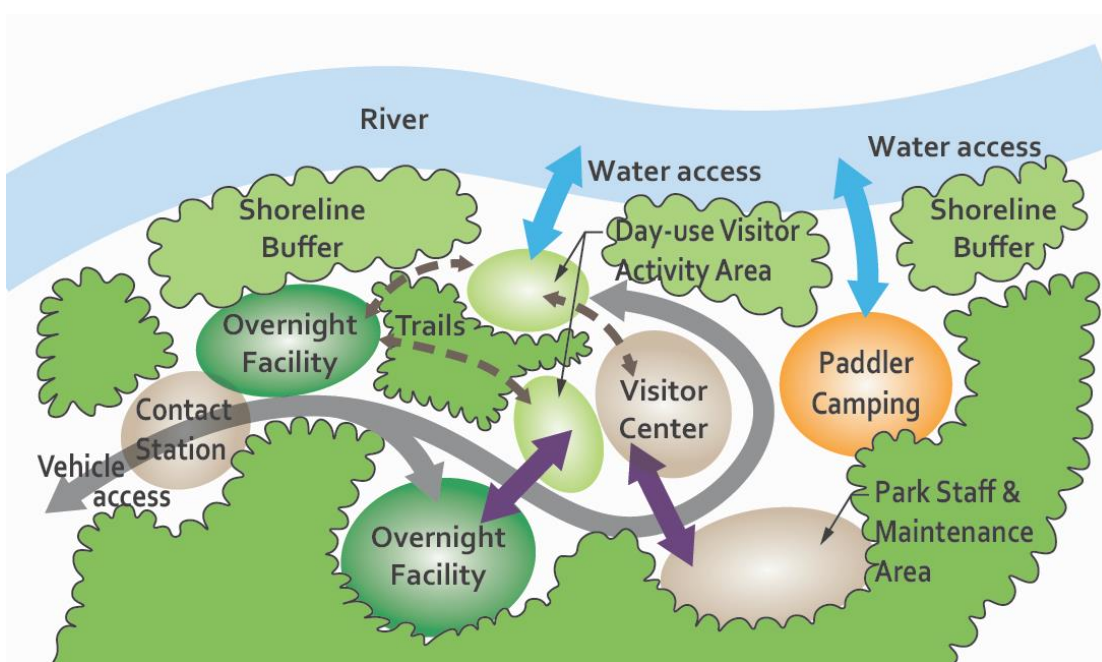 River
Water access
Water access
Shoreline
Buffer
Day-use Visitor
Activity Area
Shoreline
Buffer
Overnight
Facility
Trails
Paddler
Camping
Visitor
Center
Contact
Station
Vehicle
access
Park Staff &
Maintenance
Area
Overnight
Facility